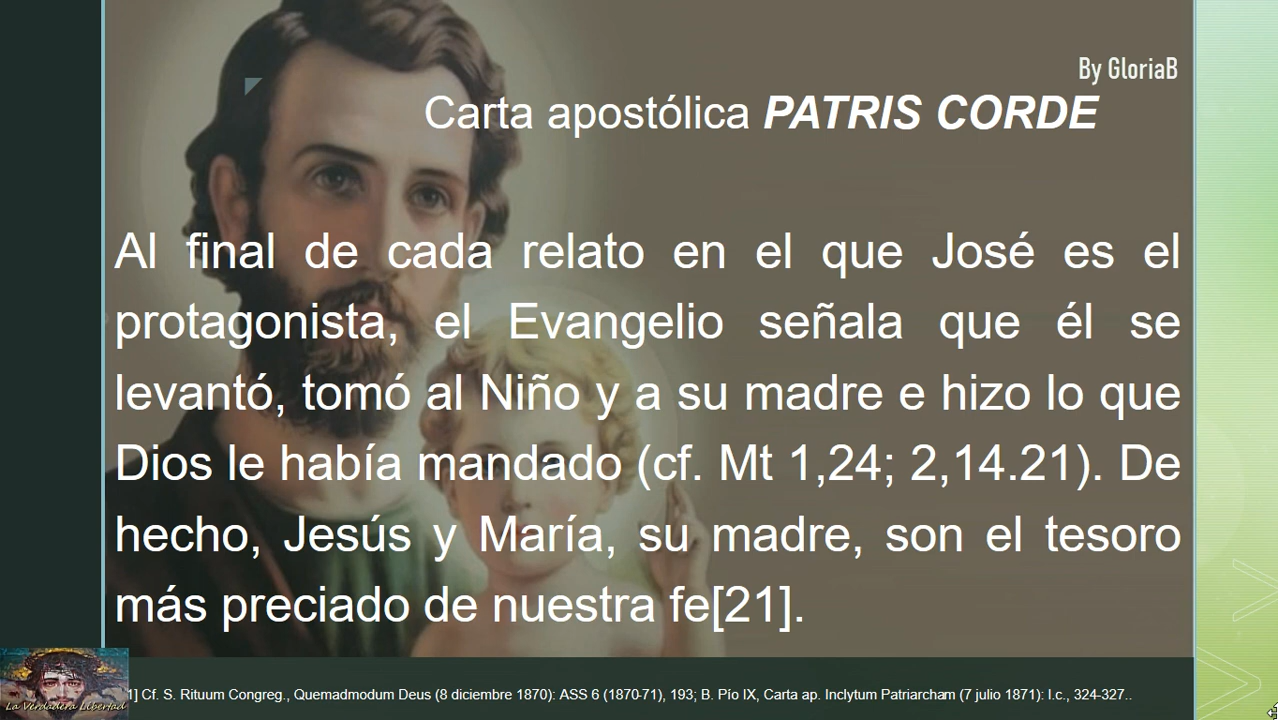 By GloriaB
Carta apostólica PATRIS CORDE
Al final de cada relato en el que José es el
protagonista, el Evangelio señala que él se
levantó, tomó al Niño y a su madre e hizo lo que
Dios le había mandado (cf. Mt 1,24; 2,14.21). De
hecho, Jesús y María, su madre, son el tesoro
más preciado de nuestra fe[21].
1] Cf. S. Rituum Congreg., Quemadmodum Deus (8 diciembre 1870): ASS 6 (1870-71), 193; B. Pío IX, Carta ap. Inclytum Patriarcham (7 julio 1871): l.c., 324-327..
La Verdadera Libertad